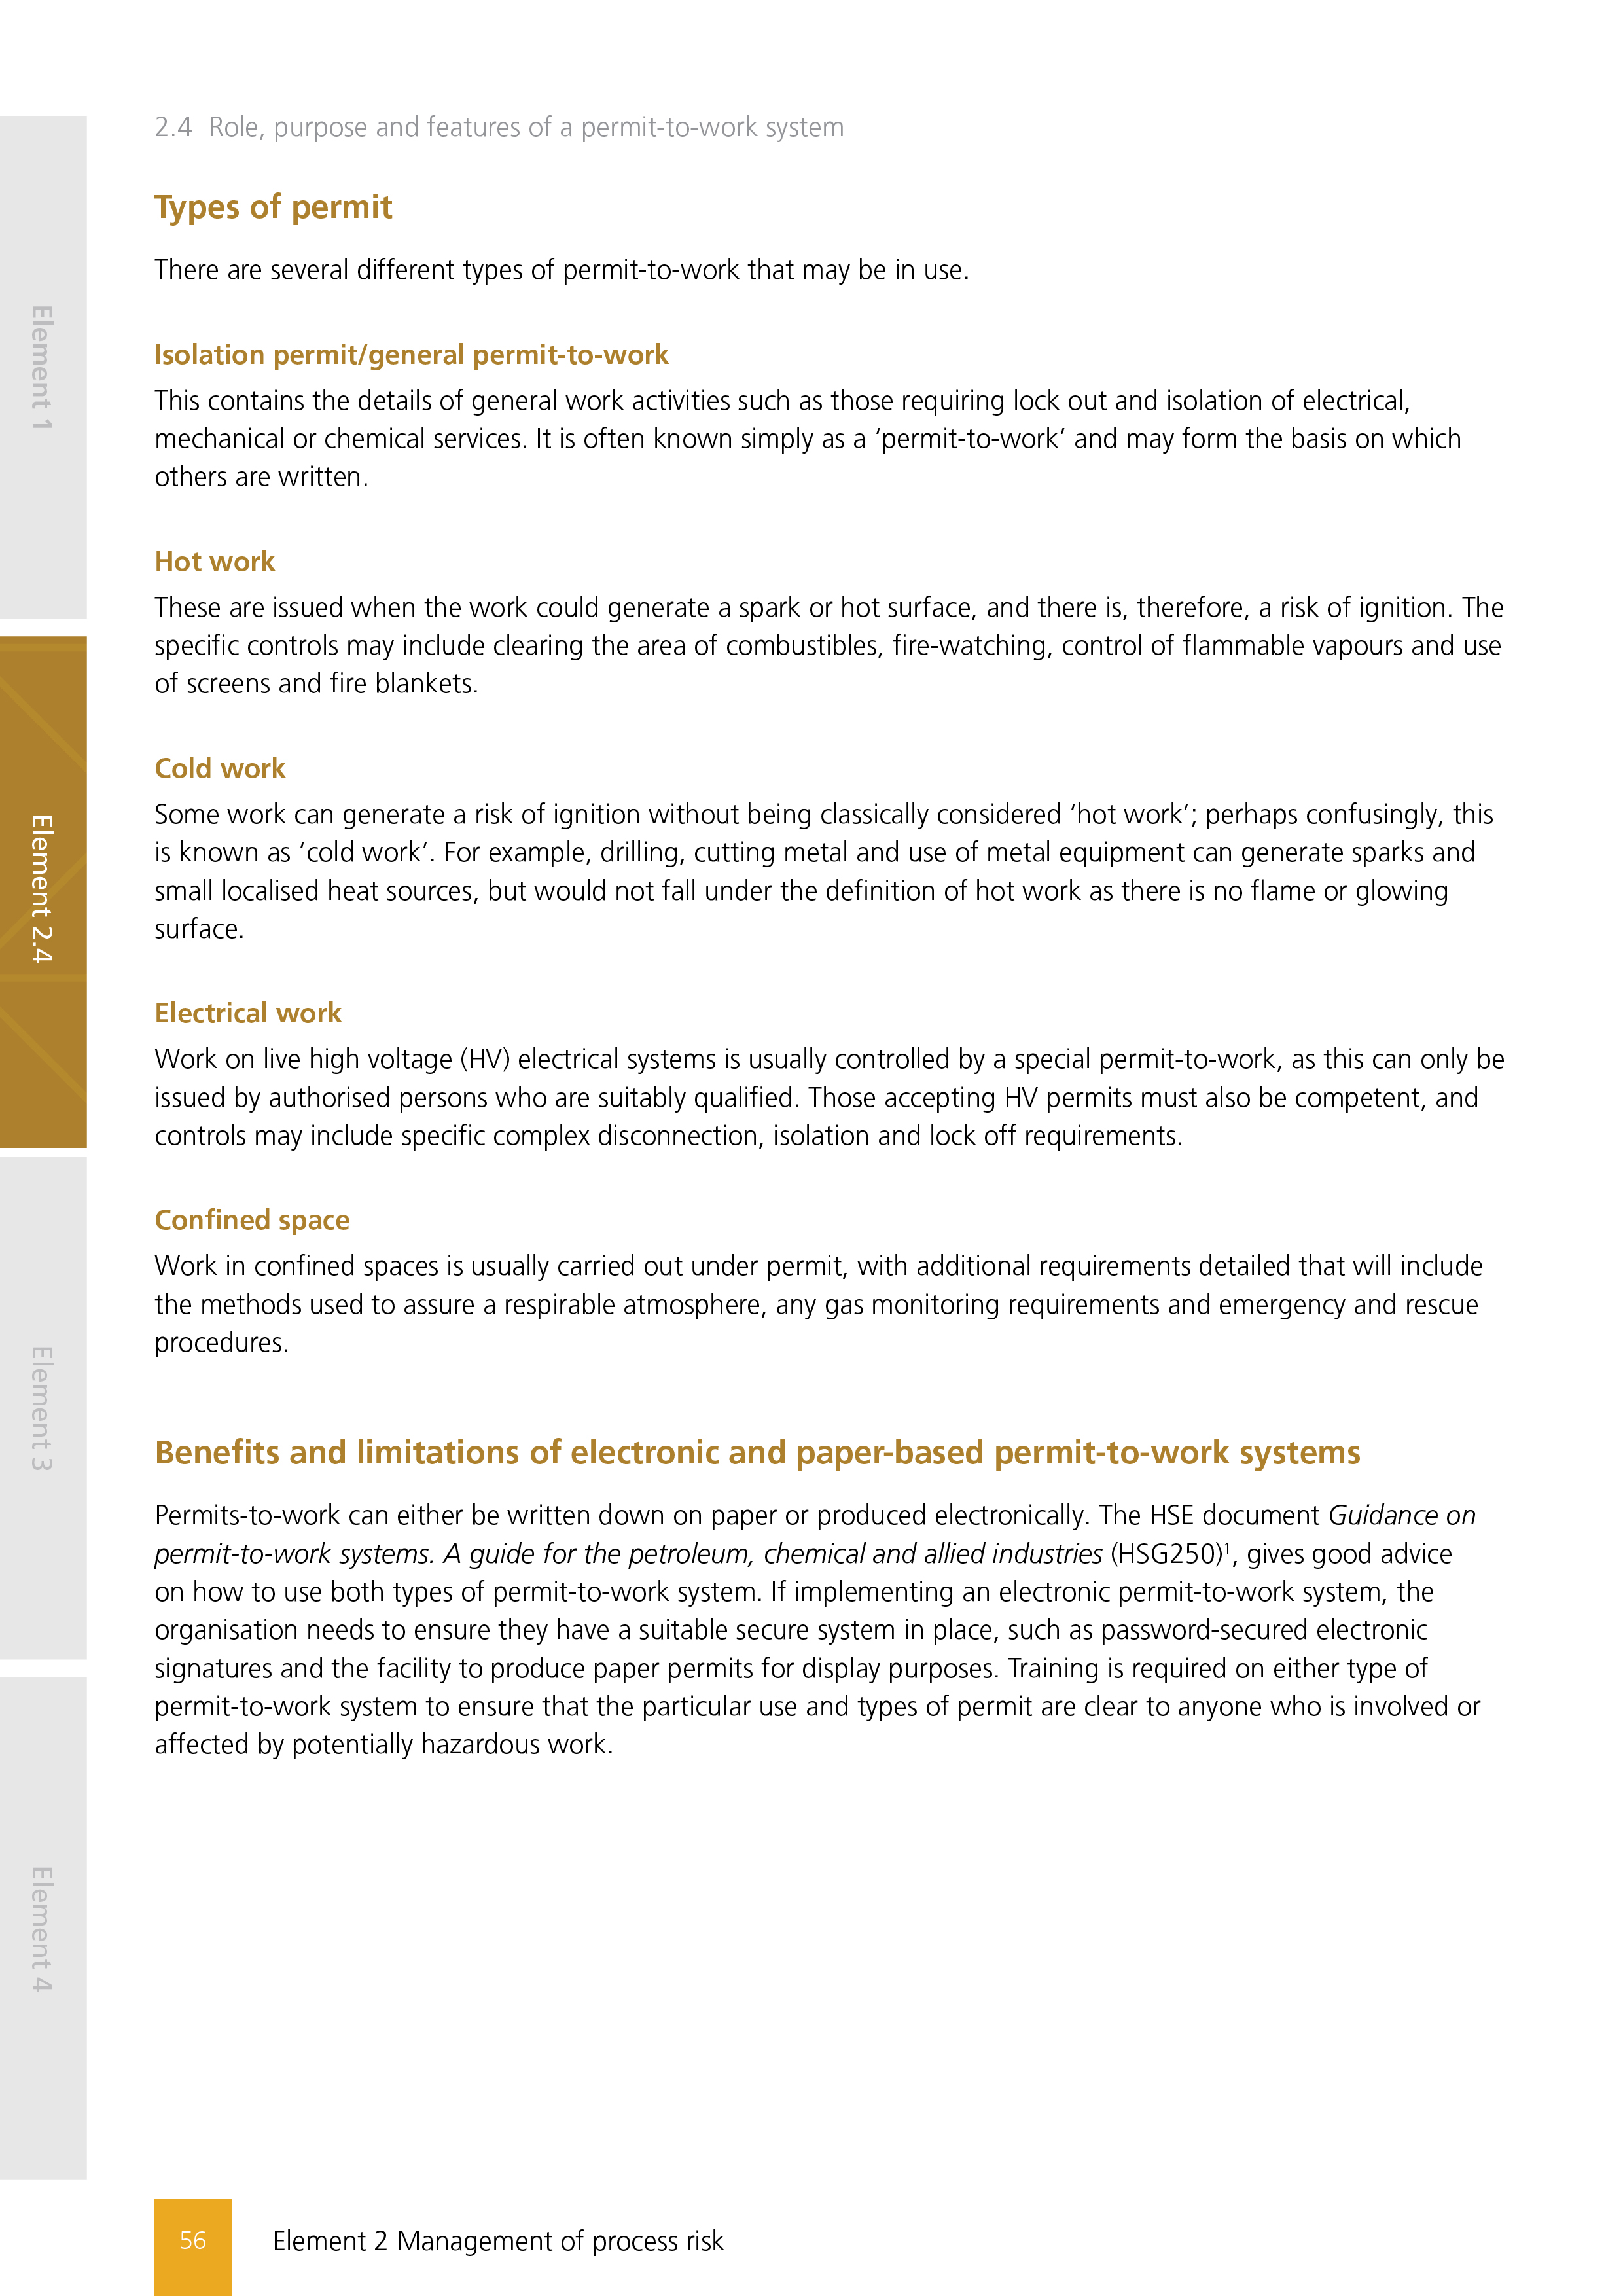 2.4 Role, purpose and features of a permit-to-work system
Types of permit
There are several different types of permit-to-work that may be in use.
Isolation permit/general permit-to-work
This contains the details of general work activities such as those requiring lock out and isolation of electrical,
mechanical or chemical services. It is often known simply as a ‘permit-to-work’ and may form the basis on which
others are written.
Hot work
These are issued when the work could generate a spark or hot surface, and there is, therefore, a risk of ignition. The
specific controls may include clearing the area of combustibles, fire-watching, control of flammable vapours and use
of screens and fire blankets.
Cold work
Some work can generate a risk of ignition without being classically considered ‘hot work’; perhaps confusingly, this
is known as ‘cold work’. For example, drilling, cutting metal and use of metal equipment can generate sparks and
small localised heat sources, but would not fall under the definition of hot work as there is no flame or glowing
surface.
Electrical work
Work on live high voltage (HV) electrical systems is usually controlled by a special permit-to-work, as this can only be
issued by authorised persons who are suitably qualified. Those accepting HV permits must also be competent, and
controls may include specific complex disconnection, isolation and lock off requirements.
Confined space
Work in confined spaces is usually carried out under permit, with additional requirements detailed that will include
the methods used to assure a respirable atmosphere, any gas monitoring requirements and emergency and rescue
procedures.
Benefits and limitations of electronic and paper-based permit-to-work systems
Permits-to-work can either be written down on paper or produced electronically. The HSE document Guidance on
permit-to-work systems. A guide for the petroleum, chemical and allied industries (HSG250)¹, gives good advice
on how to use both types of permit-to-work system. If implementing an electronic permit-to-work system, the
organisation needs to ensure they have a suitable secure system in place, such as password-secured electronic
signatures and the facility to produce paper permits for display purposes. Training is required on either type of
permit-to-work system to ensure that the particular use and types of permit are clear to anyone who is involved or
affected by potentially hazardous work.
Element 1
Element 2.4
Element 3
Element 4
56 Element 2 Management of process risk